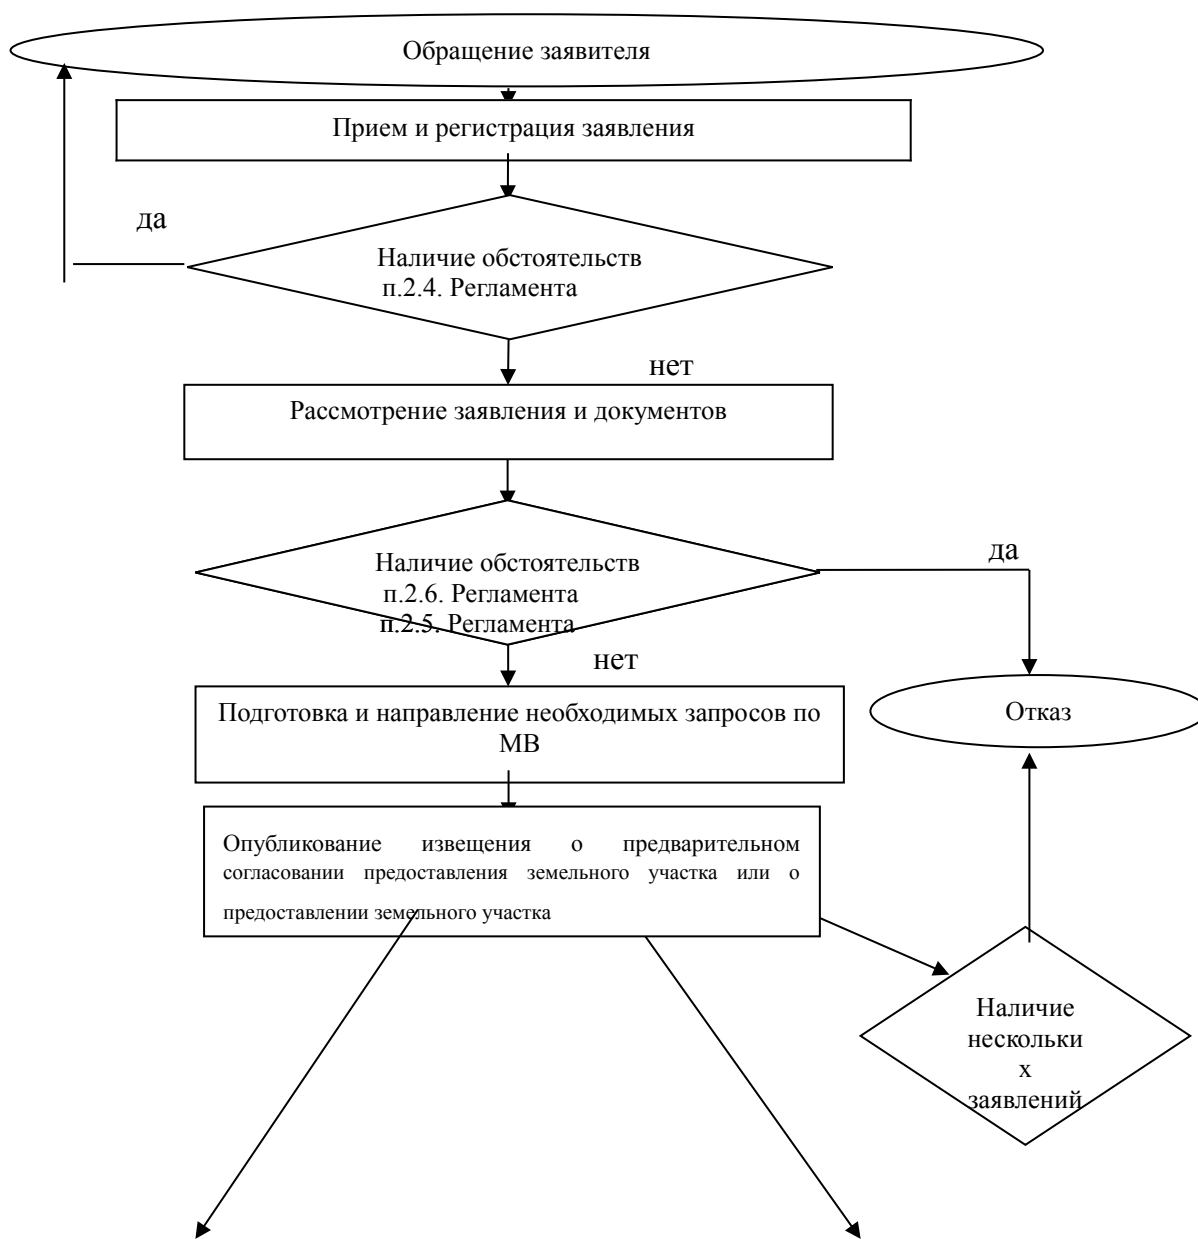 Обращение заявителя
Прием и регистрация заявления
да
Наличие обстоятельств
п.2.4. Регламента
нет
Рассмотрение заявления и документов
Наличие обстоятельств
п.2.6. Регламента
п.2.5. Регламента
да
нет
Подготовка и направление необходимых запросов по
МВ
Отказ
Опубликование извещения о предварительном
согласовании предоставления земельного участка или о
предоставлении земельного участка
Наличие
нескольки
х
заявлений